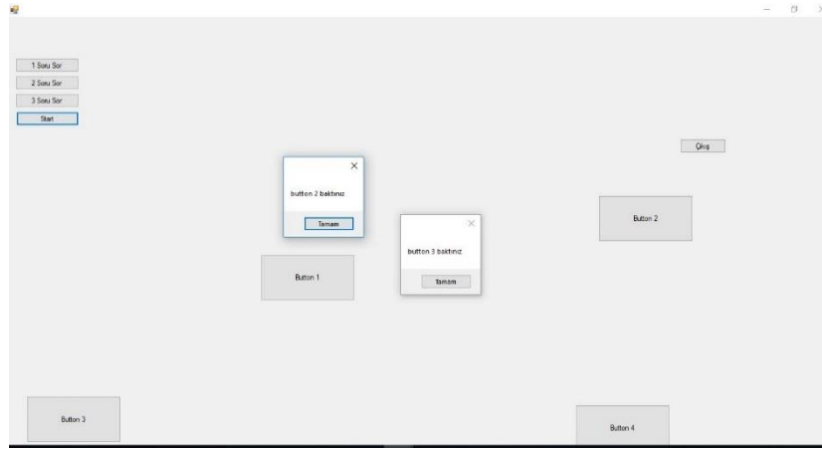 1 Soru Sor
2 Soru Sor
3 Soru Sor
Start
Çıkış
button 2 baktınız
Tamam
Button 2
button 3 baktınız
Tamam
Button 1
Button 3
Button 4